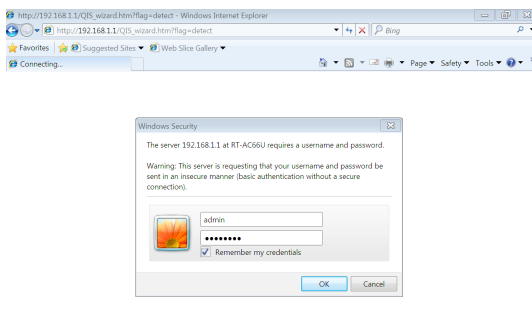 http://192.168.1.1/QIS_wizard.htm?flag=detect - Windows Internet Explorer
http://192.168.1.1/QIS_wizard.htm?flag=detect
Bing
Favorites Suggested Sites Web Slice Gallery
Connecting...
Page Safety Tools
Windows Security
The server 192.168.1.1 at RT-AC66U requires a username and password.
Warning: This server is requesting that your username and password be
sent in an insecure manner (basic authentication without a secure
connection).
admin
••••••••
Remember my credentials
OK Cancel